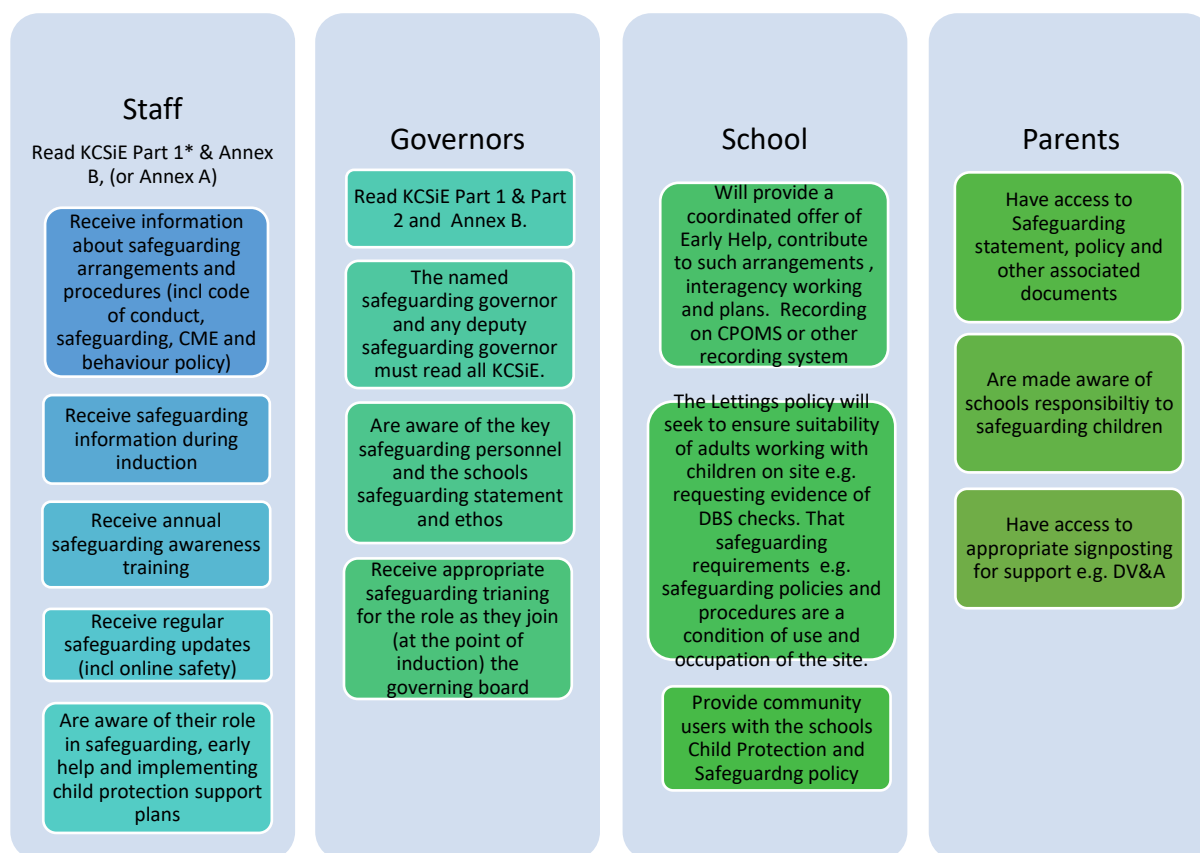 Staff
Read KCSiE Part 1* & Annex
B, (or Annex A)
Receive information
about safeguarding
arrangements and
procedures (incl code
of conduct,
safeguarding, CME and
behaviour policy)
Receive safeguarding
information during
induction
Receive annual
safeguarding awareness
training
Receive regular
safeguarding updates
(incl online safety)
Are aware of their role
in safeguarding, early
help and implementing
child protection support
plans
Governors
Read KCSiE Part 1 & Part
2 and Annex B.
The named
safeguarding governor
and any deputy
safeguarding governor
must read all KCSiE.
Are aware of the key
safeguarding personnel
and the schools
safeguarding statement
and ethos
Receive appropriate
safeguarding trianing
for the role as they join
(at the point of
induction) the
governing board
School
Will provide a
coordinated offer of
Early Help, contribute
to such arrangements ,
interagency working
and plans. Recording
on CPOMS or other
recording system
The Lettings policy will
seek to ensure suitability
of adults working with
children on site e.g.
requesting evidence of
DBS checks. That
safeguarding
requirements e.g.
safeguarding policies and
procedures are a
condition of use and
occupation of the site.
Provide community
users with the schools
Child Protection and
Safeguardng policy
Parents
Have access to
Safeguarding
statement, policy and
other associated
documents
Are made aware of
schools responsibiltiy to
safeguarding children
Have access to
appropriate signposting
for support e.g. DV&A